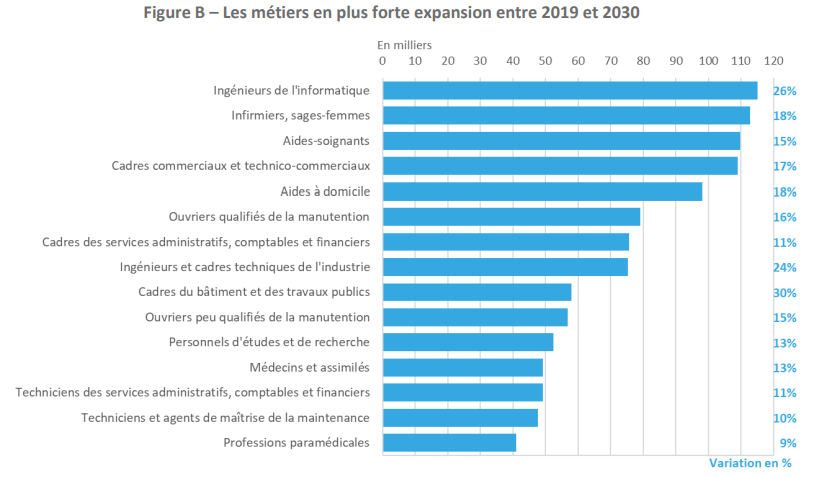 Figure B – Les métiers en plus forte expansion entre 2019 et 2030
En milliers
0 10 20 30 40 50 60 70 80 90 100 110 120
Ingénieurs de l'informatique 26%
Infirmiers, sages-femmes 18%
Aides-soignants 15%
Cadres commerciaux et technico-commerciaux 17%
Aides à domicile 18%
Ouvriers qualifiés de la manutention 16%
Cadres des services administratifs, comptables et financiers 11%
Ingénieurs et cadres techniques de l'industrie 24%
Cadres du bâtiment et des travaux publics 30%
Ouvriers peu qualifiés de la manutention 15%
Personnels d'études et de recherche 13%
Médecins et assimilés 13%
Techniciens des services administratifs, comptables et financiers 11%
Techniciens et agents de maîtrise de la maintenance 10%
Professions paramédicales 9%
Variation en %